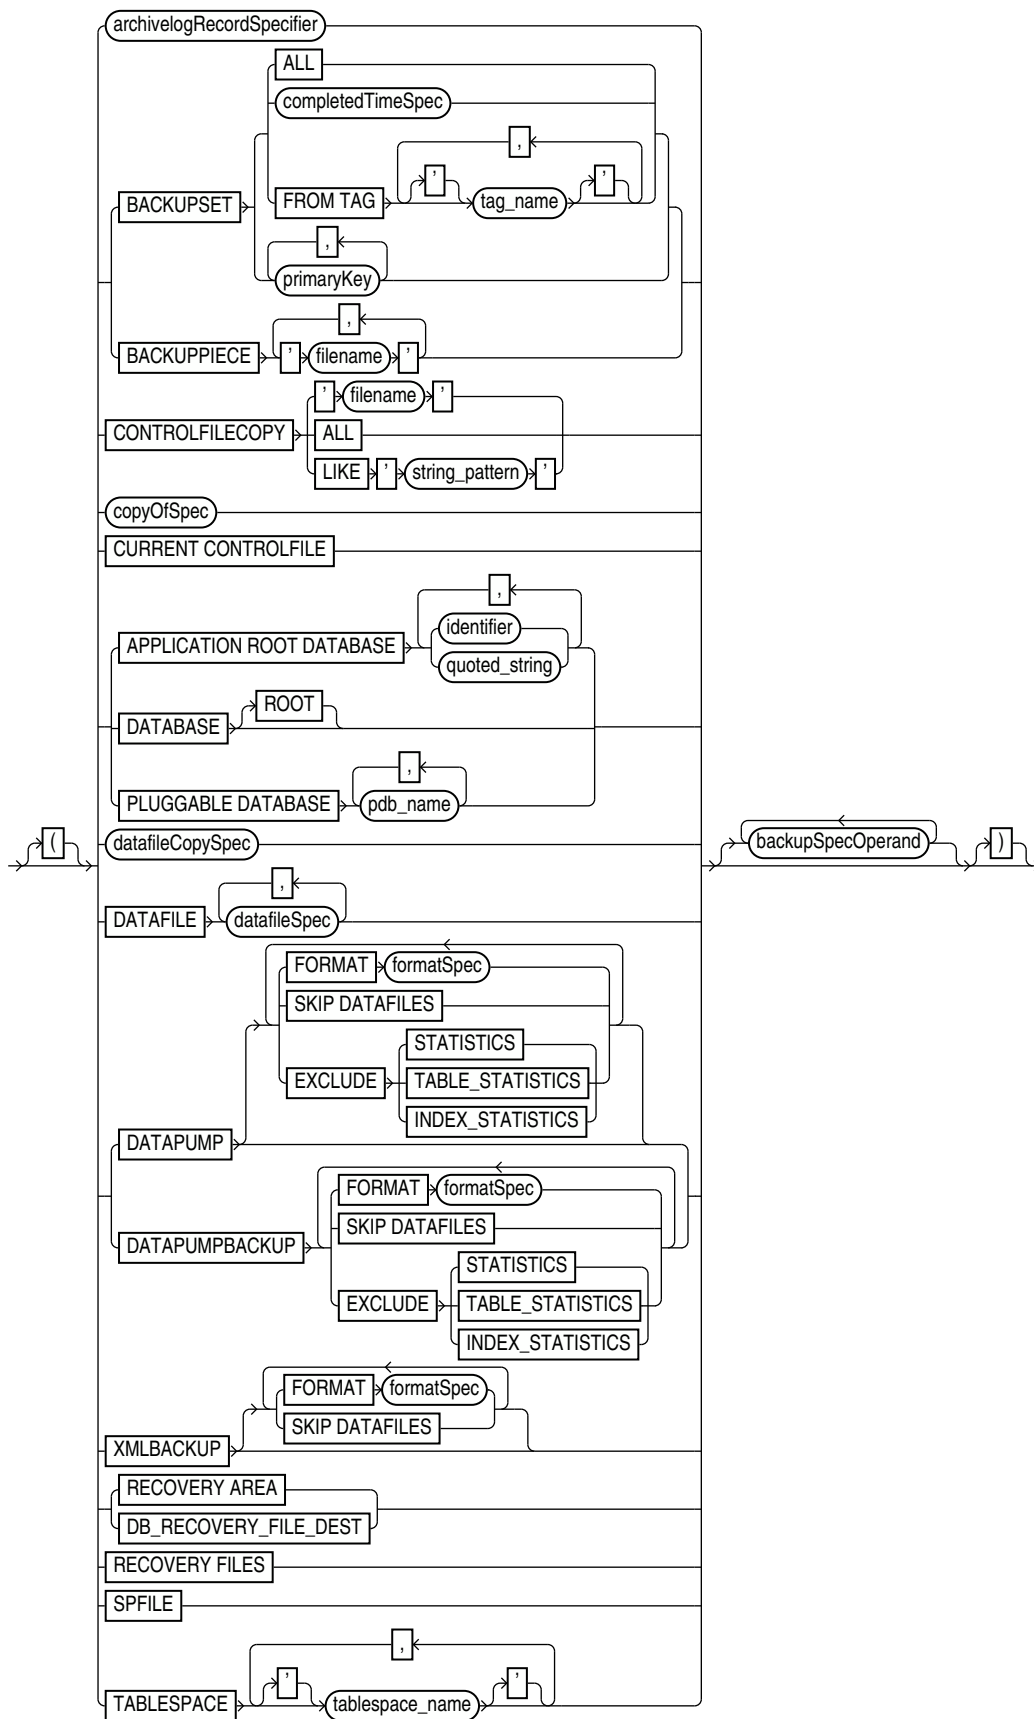 archivelogRecordSpecifier
ALL
completedTimeSpec
,
' '
BACKUPSET FROM TAG tag_name
,
primaryKey
,
BACKUPPIECE ' filename '
' filename '
CONTROLFILECOPY ALL
LIKE ' string_pattern '
copyOfSpec
CURRENT CONTROLFILE
,
identifier
APPLICATION ROOT DATABASE
quoted_string
ROOT
DATABASE
,
PLUGGABLE DATABASE pdb_name
( datafileCopySpec backupSpecOperand )
,
DATAFILE datafileSpec
FORMAT formatSpec
SKIP DATAFILES
STATISTICS
EXCLUDE TABLE_STATISTICS
INDEX_STATISTICS
DATAPUMP
FORMAT formatSpec
SKIP DATAFILES
DATAPUMPBACKUP
STATISTICS
EXCLUDE TABLE_STATISTICS
INDEX_STATISTICS
FORMAT formatSpec
SKIP DATAFILES
XMLBACKUP
RECOVERY AREA
DB_RECOVERY_FILE_DEST
RECOVERY FILES
SPFILE
,
' '
TABLESPACE tablespace_name